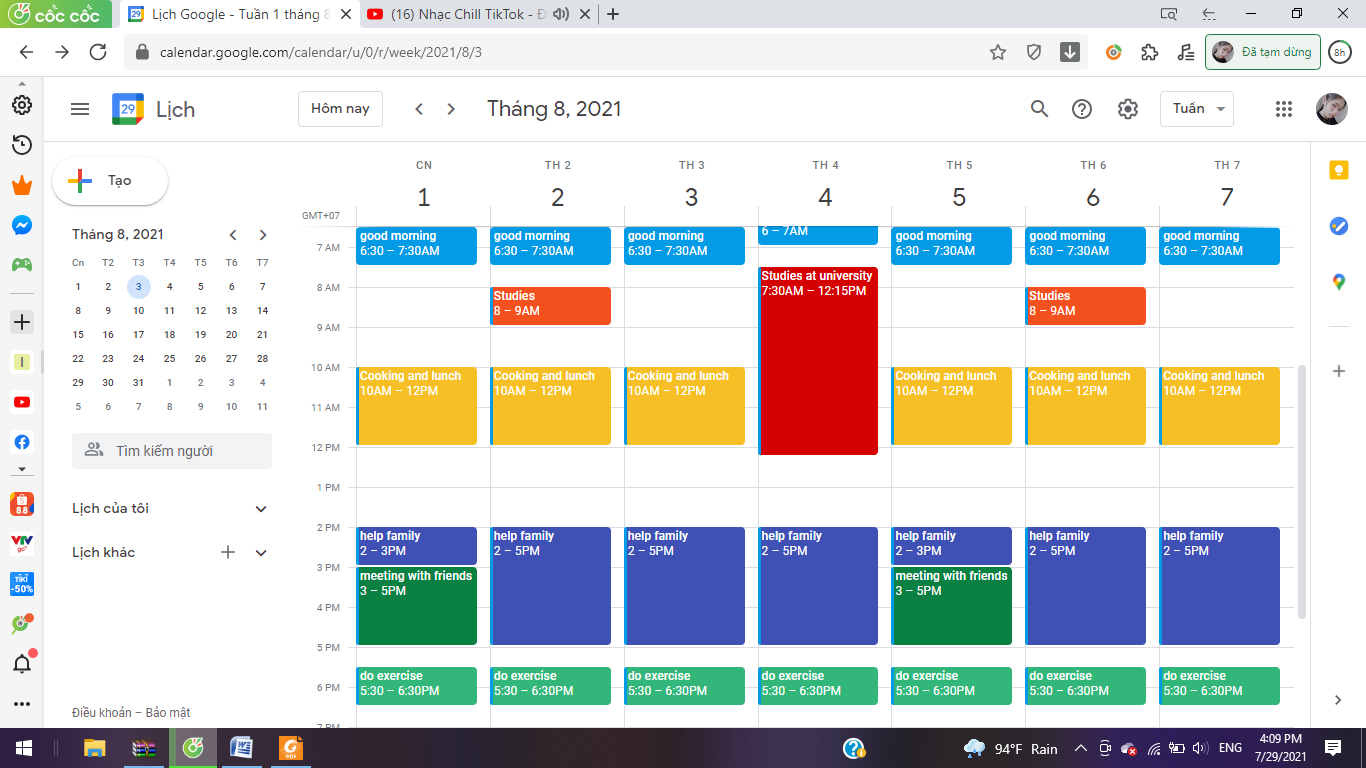 cốc cốc
Lịch Google - Tuần 1 tháng 8
(16) Nhạc Chill TikTok - Đ
calendar.google.com/calendar/u/0/r/week/2021/8/3
Đã tạm dừng
8h
29
Lịch
Hôm nay
Tháng 8, 2021
Tuần
Tạo
Tháng 8, 2021
Cn T2 T3 T4 T5 T6 T7
1 2 3 4 5 6 7
8 9 10 11 12 13 14
15 16 17 18 19 20 21
22 23 24 25 26 27 28
29 30 31 1 2 3 4
5 6 7 8 9 10 11
Tìm kiếm người
Lịch của tôi
Lịch khác
Điều khoản – Bảo mật
8.8
VTV
go
TIKI
-50%
CN TH 2 TH 3 TH 4 TH 5 TH 6 TH 7
1 2 3 4 5 6 7
GMT+07
7 AM
8 AM
9 AM
10 AM
11 AM
12 PM
1 PM
2 PM
3 PM
4 PM
5 PM
6 PM
7 PM
good morning
6:30 – 7:30AM
Cooking and lunch
10AM – 12PM
help family
2 – 3PM
meeting with friends
3 – 5PM
do exercise
5:30 – 6:30PM
good morning
6:30 – 7:30AM
Studies
8 – 9AM
Cooking and lunch
10AM – 12PM
help family
2 – 5PM
do exercise
5:30 – 6:30PM
good morning
6:30 – 7:30AM
Cooking and lunch
10AM – 12PM
help family
2 – 5PM
do exercise
5:30 – 6:30PM
6 – 7AM
Studies at university
7:30AM – 12:15PM
help family
2 – 5PM
do exercise
5:30 – 6:30PM
good morning
6:30 – 7:30AM
Cooking and lunch
10AM – 12PM
help family
2 – 3PM
meeting with friends
3 – 5PM
do exercise
5:30 – 6:30PM
good morning
6:30 – 7:30AM
Studies
8 – 9AM
Cooking and lunch
10AM – 12PM
help family
2 – 5PM
do exercise
5:30 – 6:30PM
good morning
6:30 – 7:30AM
Cooking and lunch
10AM – 12PM
help family
2 – 5PM
do exercise
5:30 – 6:30PM
94°F Rain
ENG
4:09 PM
7/29/2021